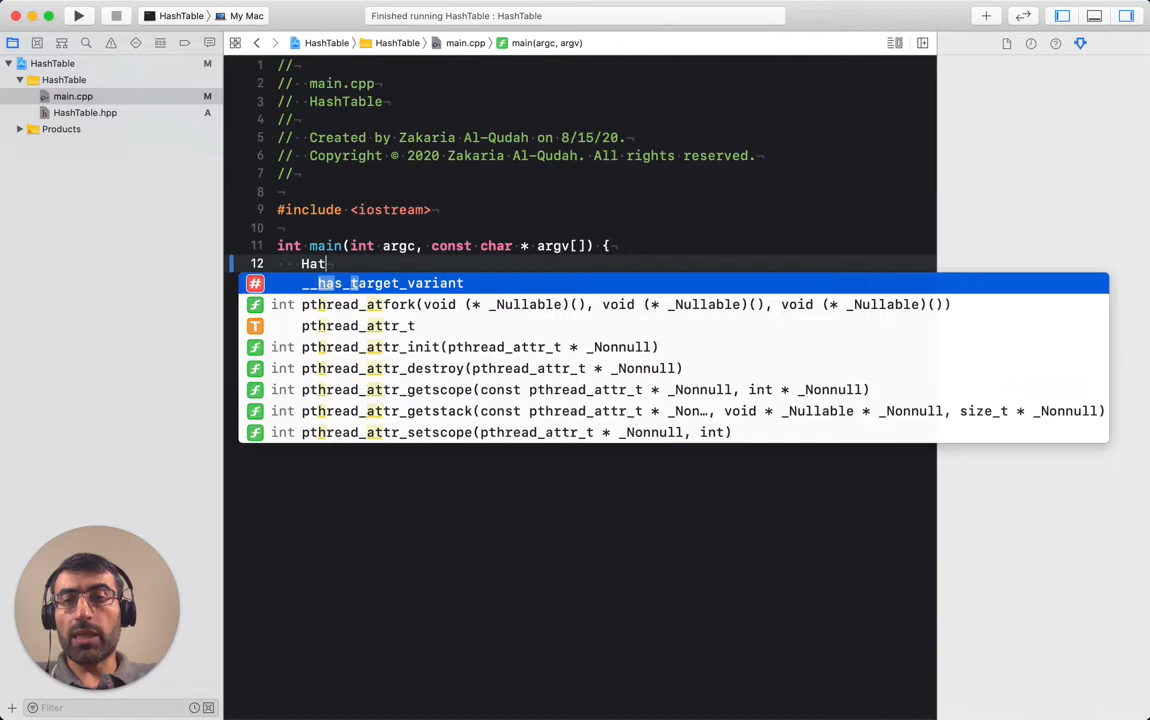 HashTable 〉 My Mac
Finished running HashTable : HashTable
HashTable 〉 HashTable 〉 main.cpp 〉 main(argc, argv)
HashTable M
HashTable
main.cpp M
HashTable.hpp A
Products
1 //
2 // main.cpp
3 // HashTable
4 //
5 // Created by Zakaria Al-Qudah on 8/15/20.
6 // Copyright © 2020 Zakaria Al-Qudah. All rights reserved.
7 //
8
9 #include <iostream>
10
11 int main(int argc, const char * argv[]) {
12 Hat
__has_target_variant
int pthread_atfork(void (* _Nullable)(), void (* _Nullable)(), void (* _Nullable)())
T pthread_attr_t
int pthread_attr_init(pthread_attr_t * _Nonnull)
int pthread_attr_destroy(pthread_attr_t * _Nonnull)
int pthread_attr_getscope(const pthread_attr_t * _Nonnull, int * _Nonnull)
int pthread_attr_getstack(const pthread_attr_t * _Non…, void * _Nullable * _Nonnull, size_t * _Nonnull)
int pthread_attr_setscope(pthread_attr_t * _Nonnull, int)
Filter